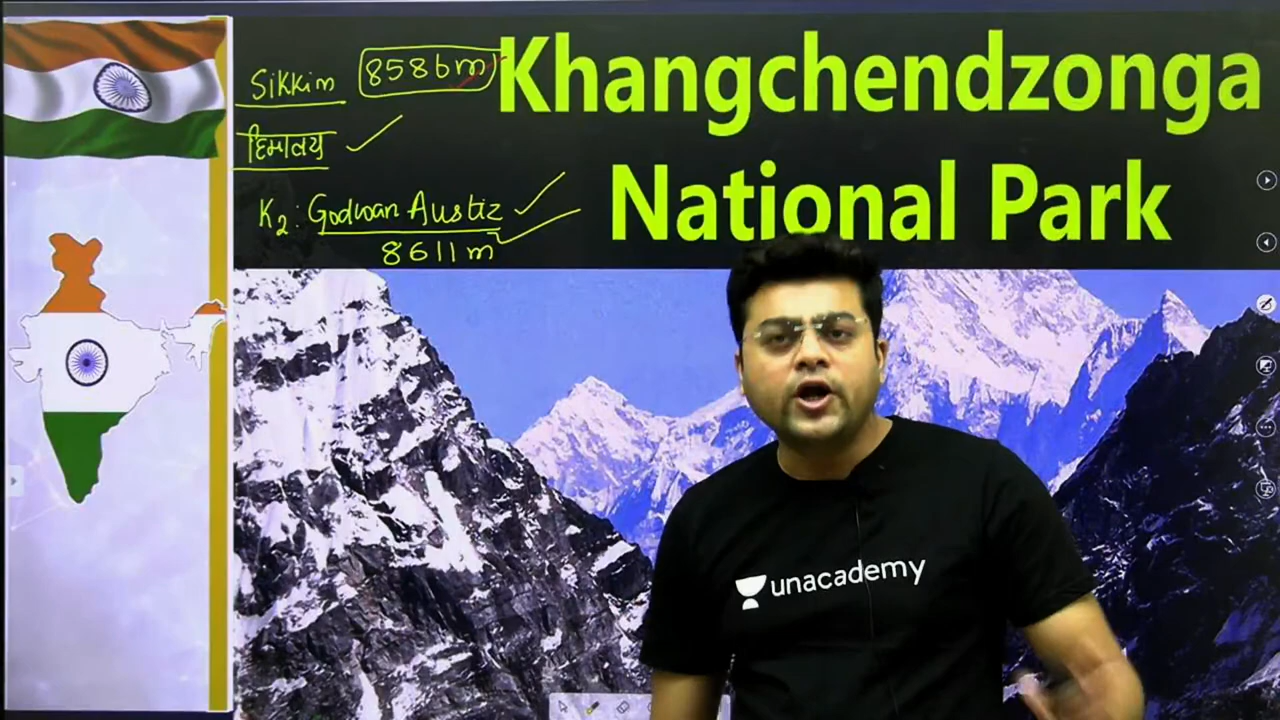 Khangchendzonga
National Park
Sikkim 8586m
हिमालय
K2: Godwan Austiz
8611m
unacademy